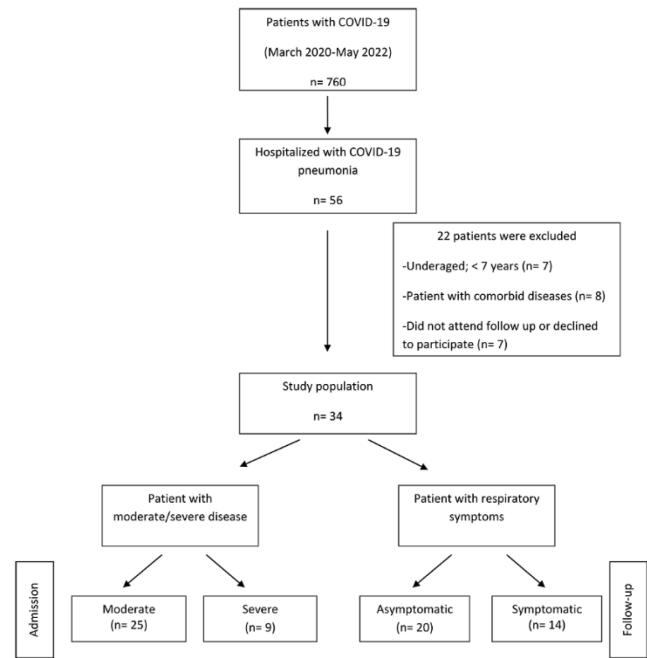 Patients with COVID-19
(March 2020-May 2022)
n= 760
Hospitalized with COVID-19
pneumonia
n= 56
22 patients were excluded
-Underaged; < 7 years (n= 7)
-Patient with comorbid diseases (n= 8)
-Did not attend follow up or declined
to participate (n= 7)
Study population
n= 34
Patient with
moderate/severe disease
Patient with respiratory
symptoms
Admission
Moderate
(n= 25)
Severe
(n= 9)
Asymptomatic
(n= 20)
Symptomatic
(n= 14)
Follow-up